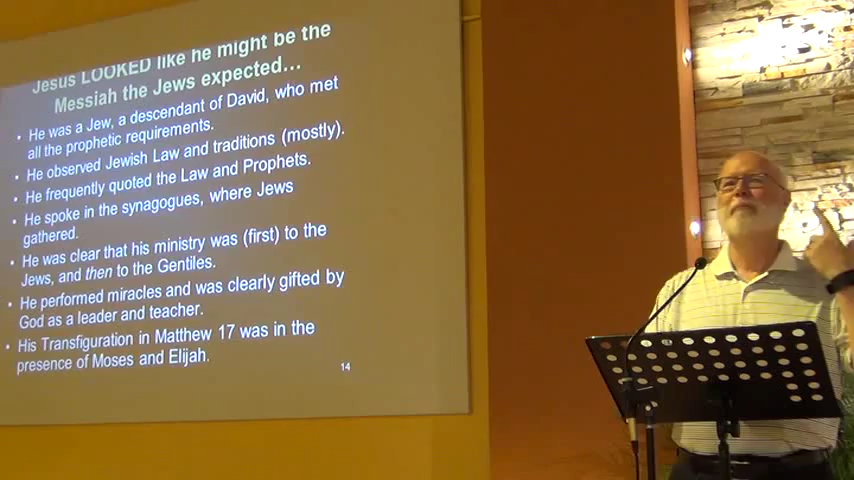 Jesus LOOKED like he might be the
Messiah the Jews expected…
• He was a Jew, a descendant of David, who met
all the prophetic requirements.
• He observed Jewish Law and traditions (mostly).
• He frequently quoted the Law and Prophets.
• He spoke in the synagogues, where Jews
gathered.
• He was clear that his ministry was (first) to the
Jews, and then to the Gentiles.
• He performed miracles and was clearly gifted by
God as a leader and teacher.
• His Transfiguration in Matthew 17 was in the
presence of Moses and Elijah.
14